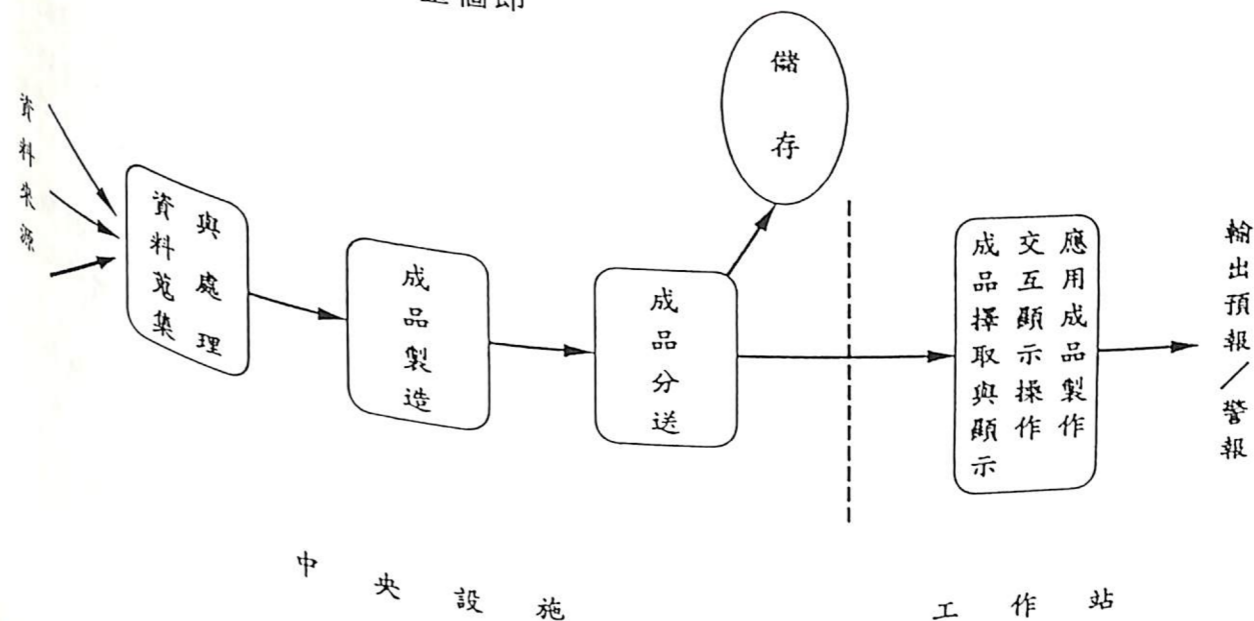 資料來源
資料蒐集
與處理
成品製造
成品分送
儲存
成品擇取與顯示
交互顯示操作
應用成品製作
輸出預報／警報
中央設施
工作站